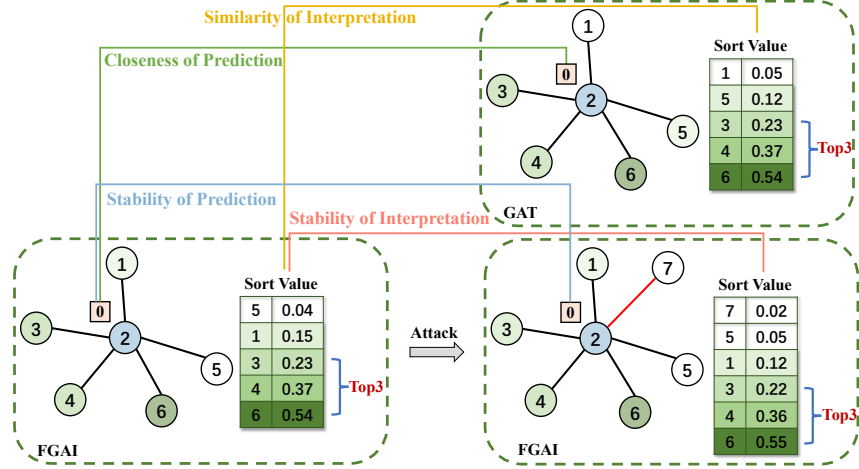 Similarity of Interpretation
Closeness of Prediction
Stability of Prediction
Stability of Interpretation
1
0
3
2
5
4
6
GAT
Sort Value
1 0.05
5 0.12
3 0.23
4 0.37
6 0.54
Top3
1
0
3
2
5
4
6
FGAI
Sort Value
5 0.04
1 0.15
3 0.23
4 0.37
6 0.54
Top3
Attack
1
7
0
3
2
5
4
6
FGAI
Sort Value
7 0.02
5 0.05
1 0.12
3 0.22
4 0.36
6 0.55
Top3